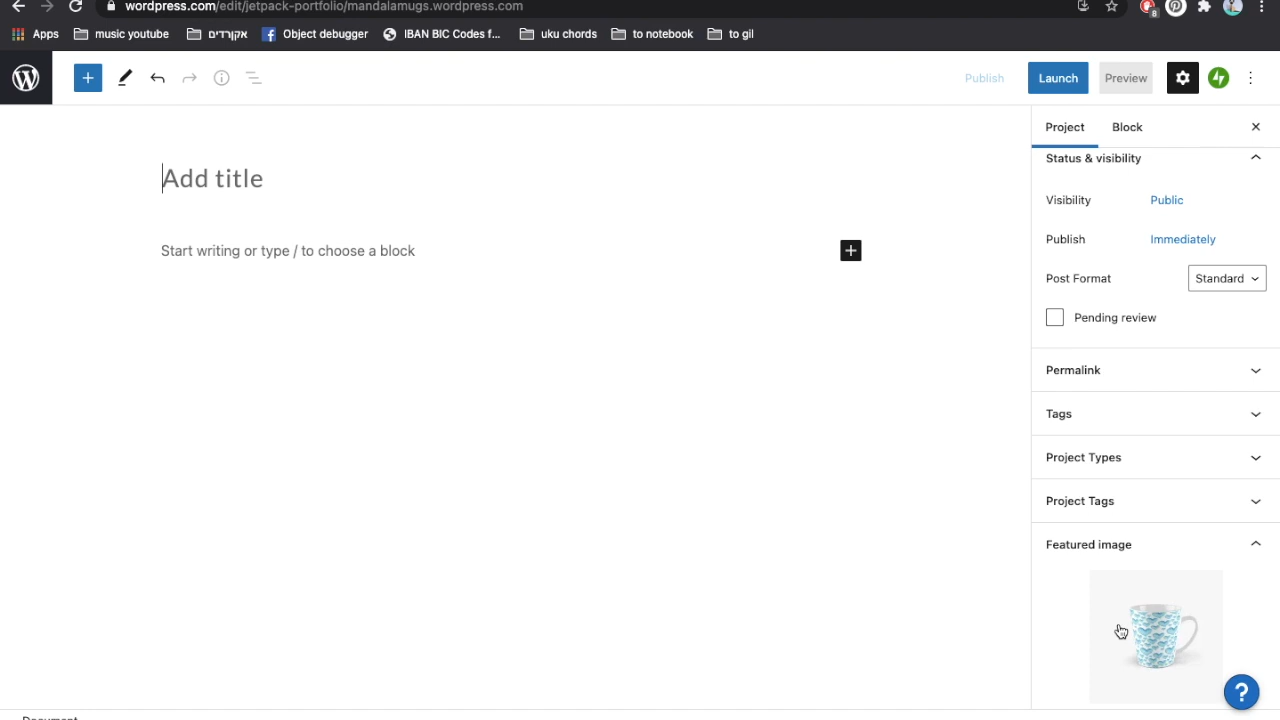 wordpress.com/edit/jetpack-portfolio/mandalamugs.wordpress.com
8
Apps music youtube אקורדים Object debugger IBAN BIC Codes f... uku chords to notebook to gil
Publish Launch Preview
Project Block
Status & visibility
Add title
Visibility Public
Start writing or type / to choose a block
Publish Immediately
Post Format Standard
Pending review
Permalink
Tags
Project Types
Project Tags
Featured image
?
Document